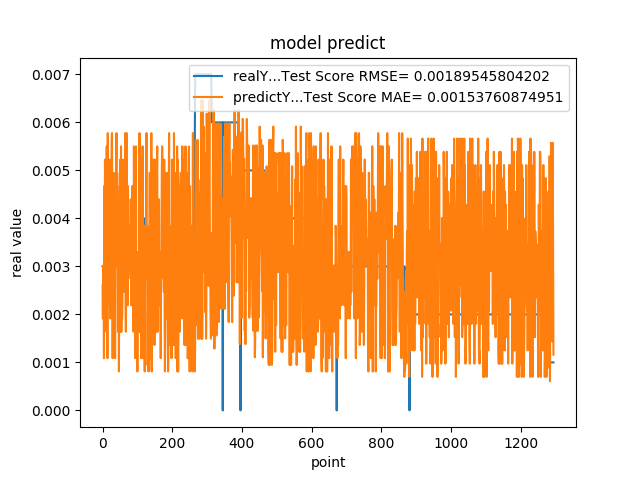 model predict
realY...Test Score RMSE= 0.00189545804202
predictY...Test Score MAE= 0.00153760874951
0.007
0.006
0.005
0.004
0.003
0.002
0.001
0.000
real value
0 200 400 600 800 1000 1200
point